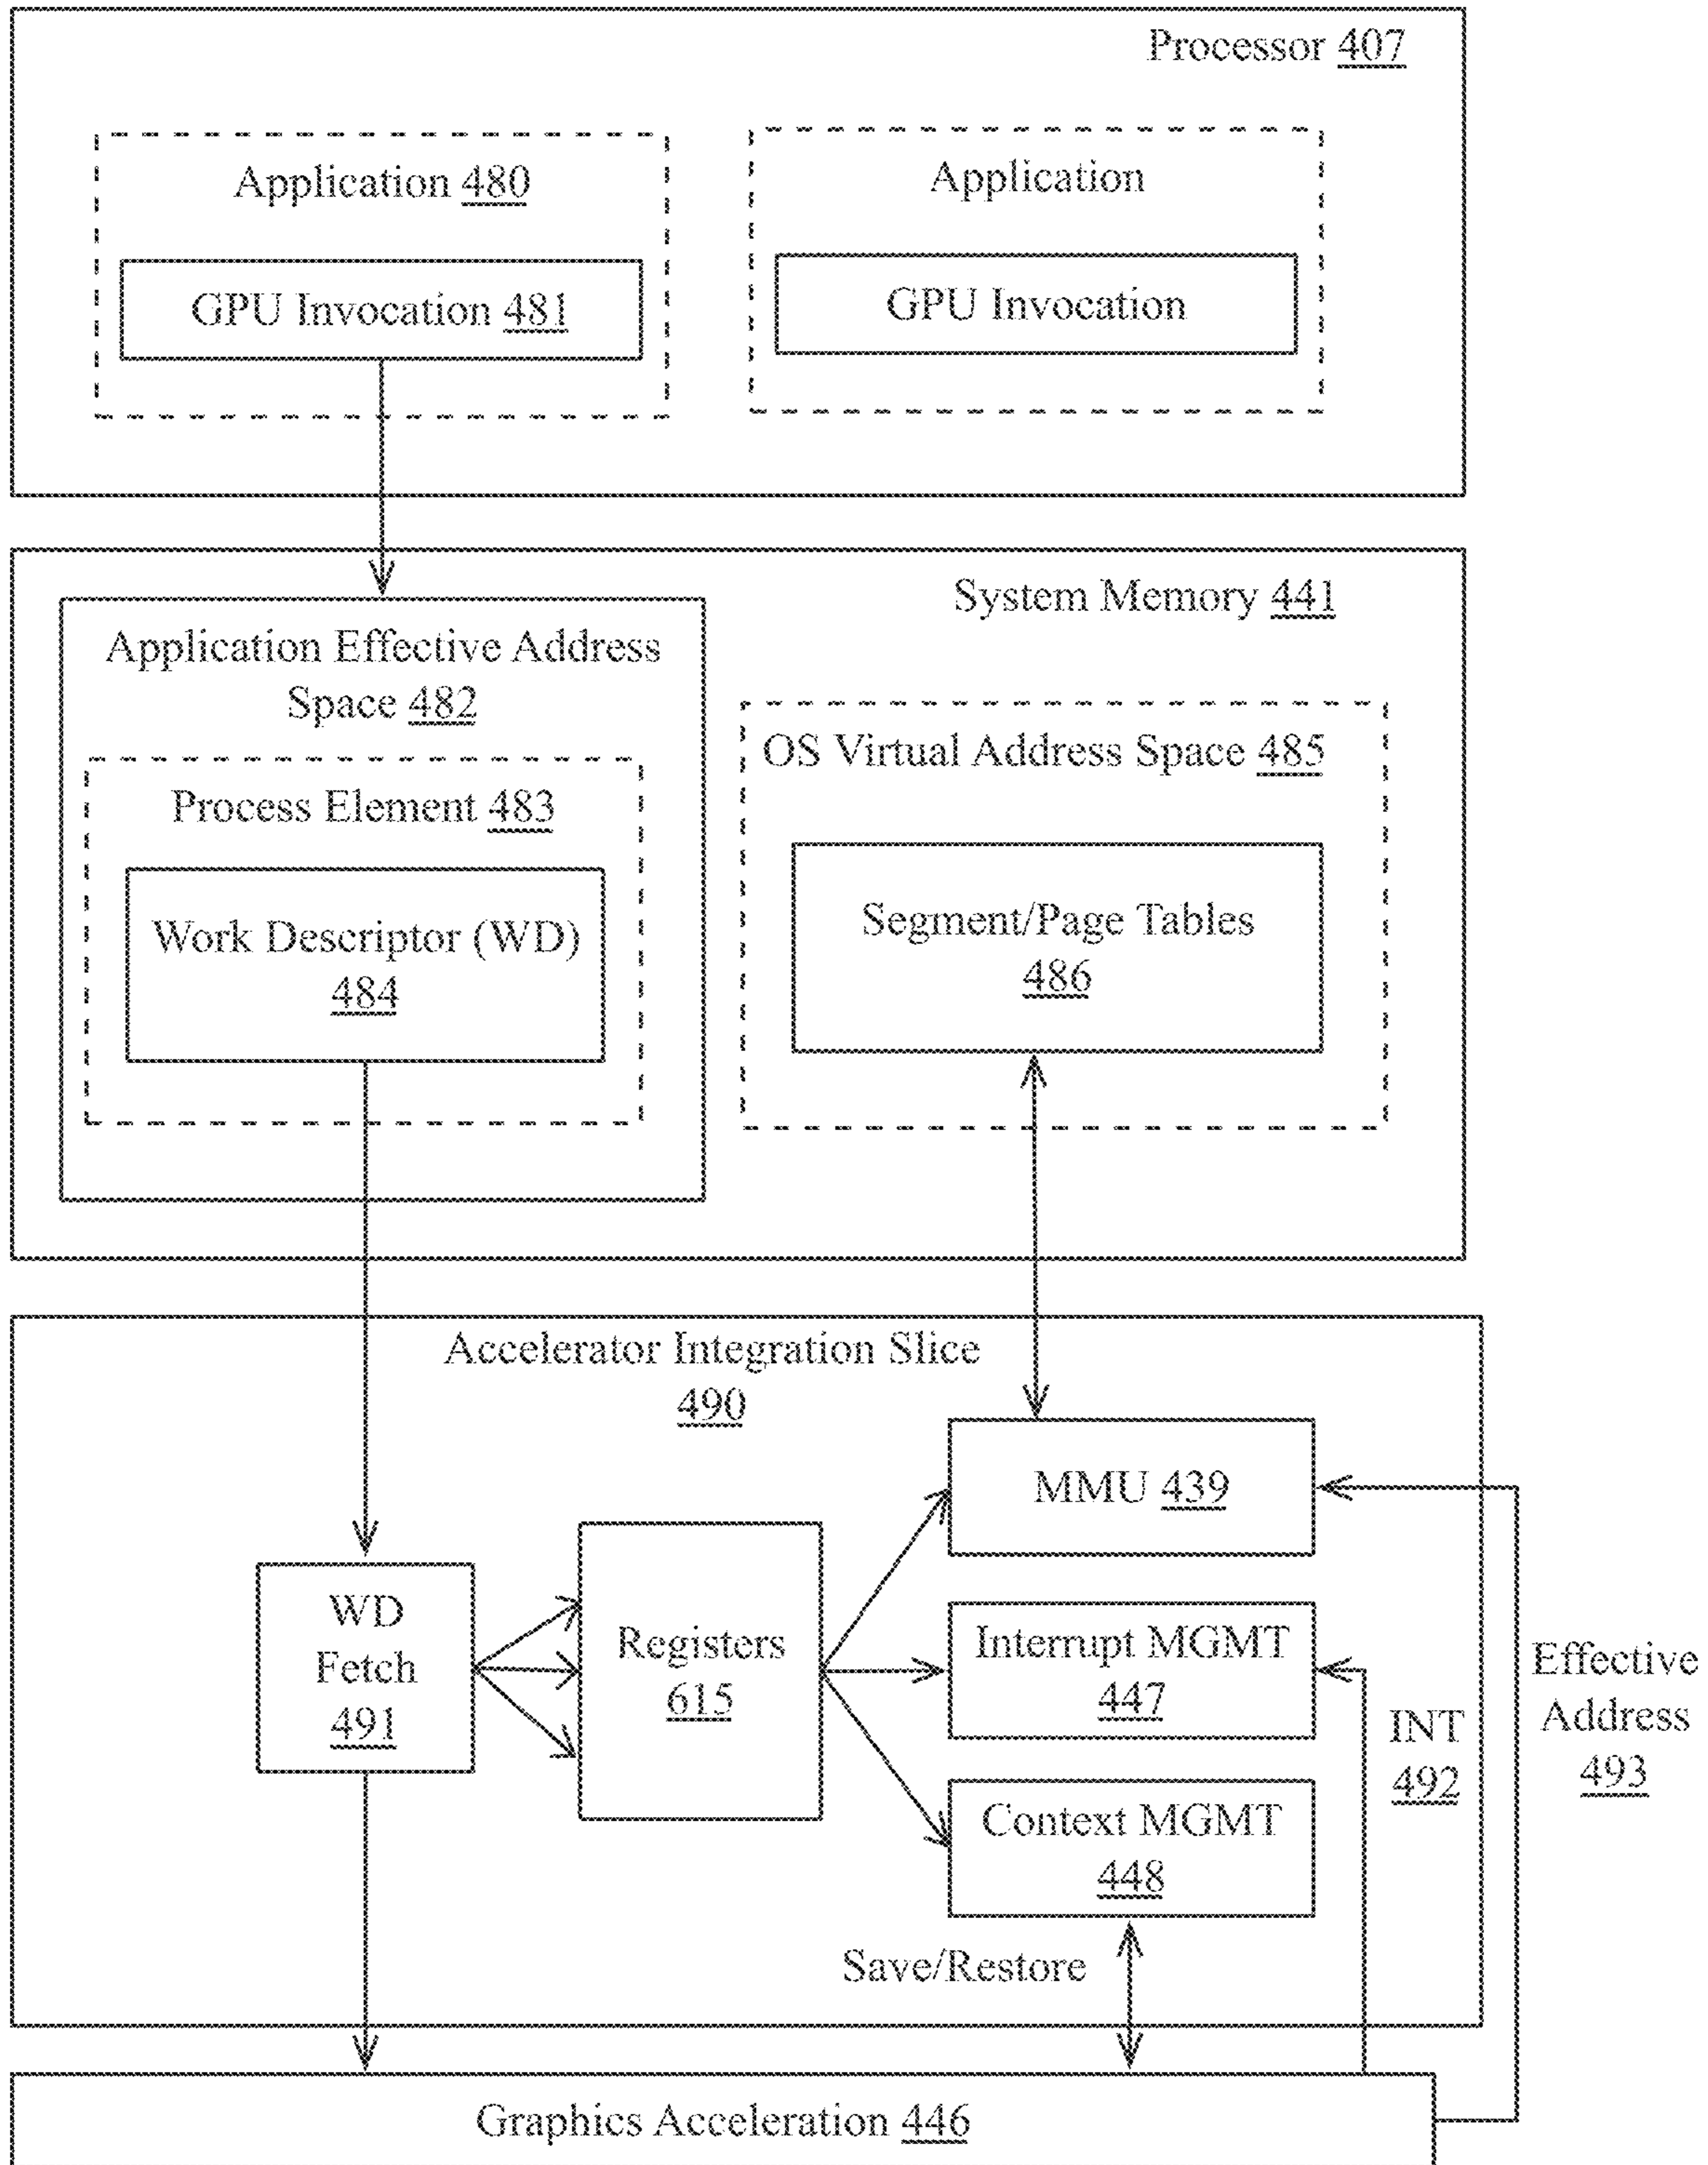 Processor 407
Application 480
GPU Invocation 481
Application
GPU Invocation
System Memory 441
Application Effective Address
Space 482
Process Element 483
Work Descriptor (WD)
484
OS Virtual Address Space 485
Segment/Page Tables
486
Accelerator Integration Slice
490
WD
Fetch
491
Registers
615
MMU 439
Interrupt MGMT
447
Context MGMT
448
Save/Restore
INT
492
Effective
Address
493
Graphics Acceleration 446